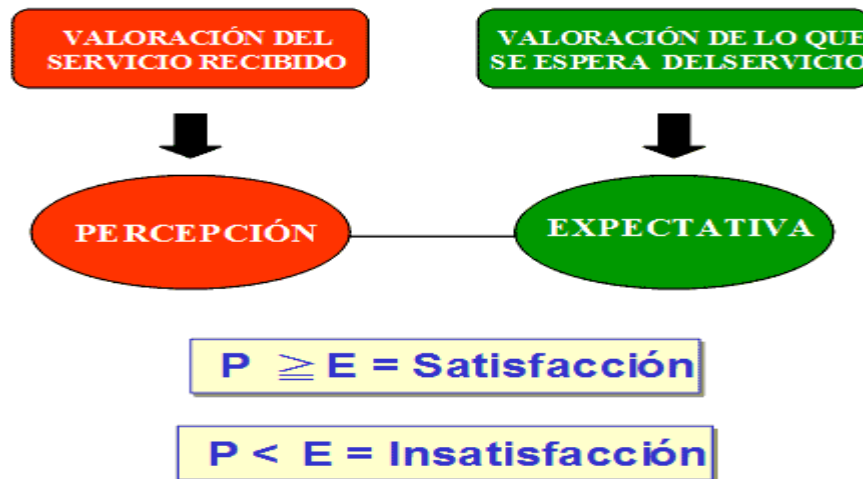 VALORACIÓN DEL
SERVICIO RECIBIDO
VALORACIÓN DE LO QUE
SE ESPERA DELSERVICIO
PERCEPCIÓN
EXPECTATIVA
P ≧ E = Satisfacción
P < E = Insatisfacción